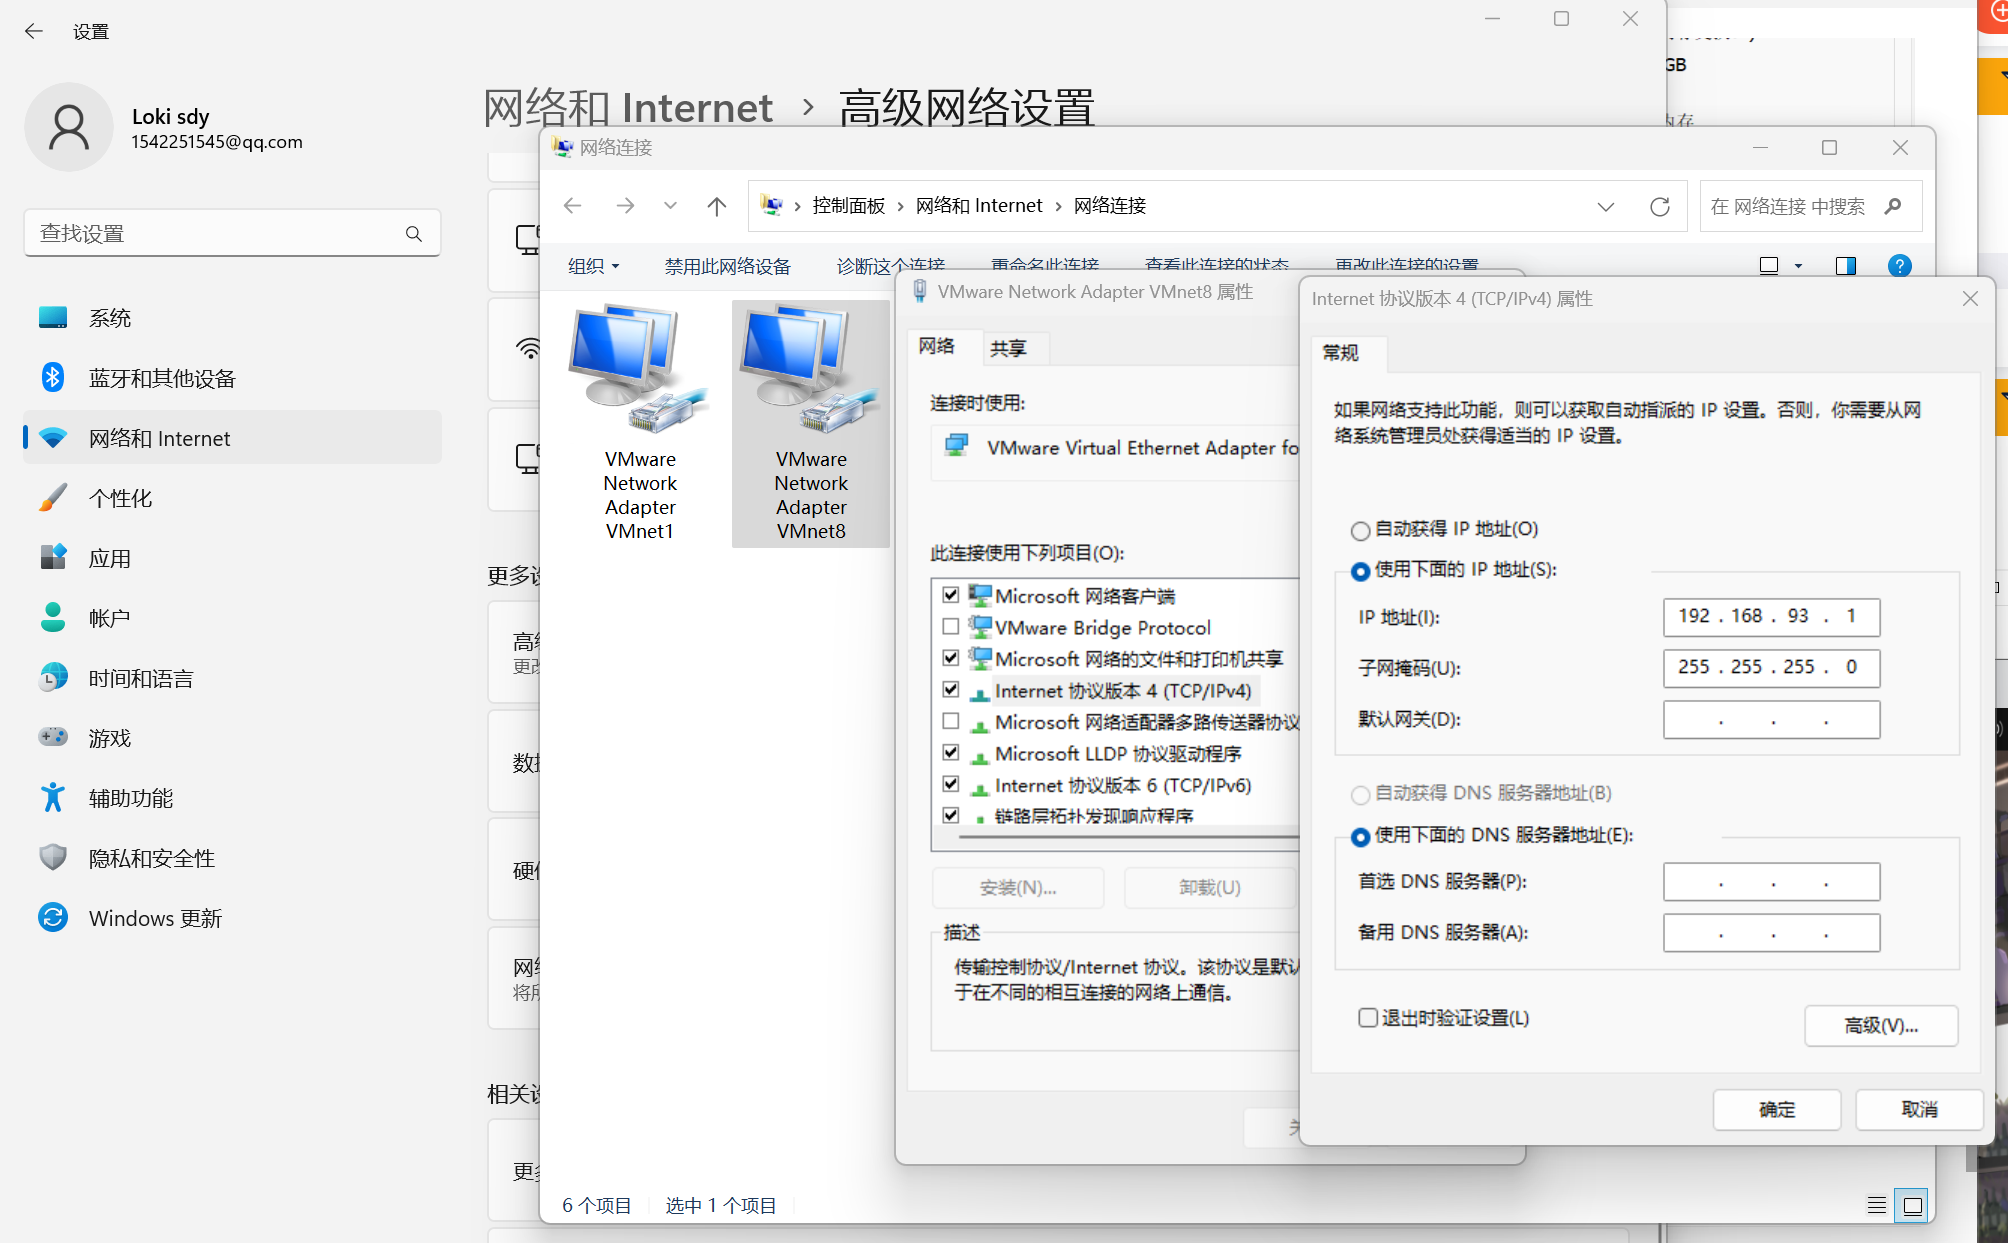 设置
Loki sdy
1542251545@qq.com
查找设置
系统
蓝牙和其他设备
网络和 Internet
个性化
应用
帐户
时间和语言
游戏
辅助功能
隐私和安全性
Windows 更新
网络和 Internet › 高级网络设置
更多
高
更改
数
硬
网
将
相关
更
GB
内存
网络连接
控制面板 › 网络和 Internet › 网络连接
在 网络连接 中搜索
组织
禁用此网络设备
诊断这个连接
重命名此连接
查看此连接的状态
更改此连接的设置
VMware Network Adapter VMnet1
VMware Network Adapter VMnet8
6 个项目
选中 1 个项目
VMware Network Adapter VMnet8 属性
网络
共享
连接时使用:
VMware Virtual Ethernet Adapter fo
此连接使用下列项目(O):
Microsoft 网络客户端
VMware Bridge Protocol
Microsoft 网络的文件和打印机共享
Internet 协议版本 4 (TCP/IPv4)
Microsoft 网络适配器多路传送器协议
Microsoft LLDP 协议驱动程序
Internet 协议版本 6 (TCP/IPv6)
链路层拓扑发现响应程序
安装(N)...
卸载(U)
描述
传输控制协议/Internet 协议。该协议是默认
于在不同的相互连接的网络上通信。
关
Internet 协议版本 4 (TCP/IPv4) 属性
常规
如果网络支持此功能，则可以获取自动指派的 IP 设置。否则，你需要从网
络系统管理员处获得适当的 IP 设置。
自动获得 IP 地址(O)
使用下面的 IP 地址(S):
IP 地址(I):
192 . 168 . 93 . 1
子网掩码(U):
255 . 255 . 255 . 0
默认网关(D):
. . .
自动获得 DNS 服务器地址(B)
使用下面的 DNS 服务器地址(E):
首选 DNS 服务器(P):
. . .
备用 DNS 服务器(A):
. . .
退出时验证设置(L)
高级(V)...
确定
取消